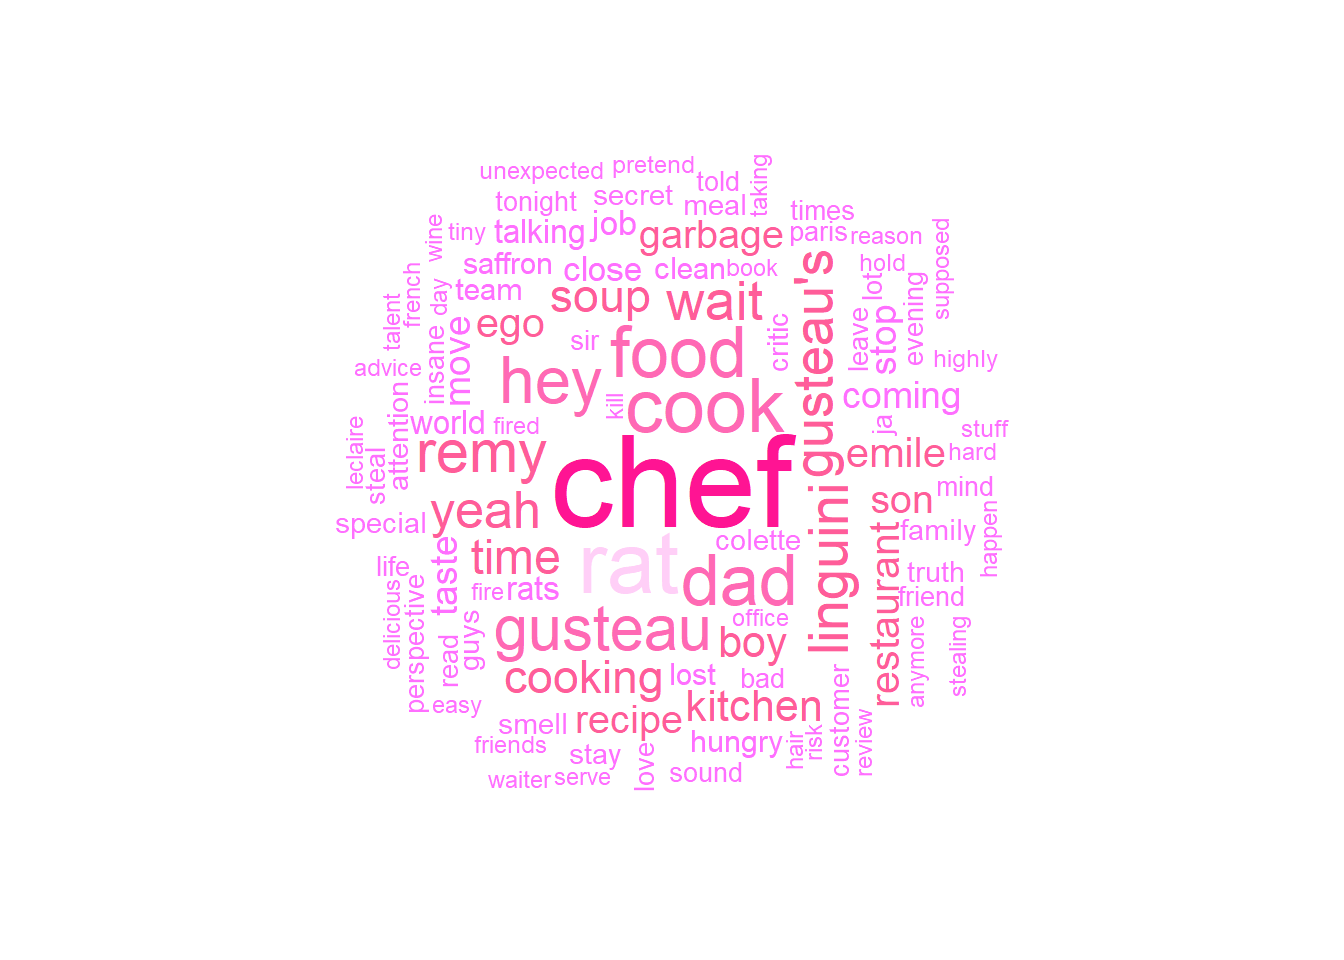 unexpected
pretend
told
taking
tonight
secret
meal
times
wine
tiny
talking
job
garbage
paris
reason
supposed
saffron
close
clean
book
gusteau's
hold
french
day
team
soup
wait
lot
evening
talent
move
ego
sir
food
critic
leave
stop
highly
advice
insane
hey
kill
cook
coming
attention
world
fired
ja
stuff
leclaire
steal
remy
chef
emile
hard
special
yeah
linguini
son
mind
family
happen
life
taste
time
rat
colette
restaurant
truth
fire
rats
dad
friend
delicious
perspective
read
guys
gusteau
office
boy
anymore
stealing
easy
cooking
lost
bad
customer
smell
recipe
kitchen
friends
stay
love
hungry
hair
risk
review
waiter
serve
sound